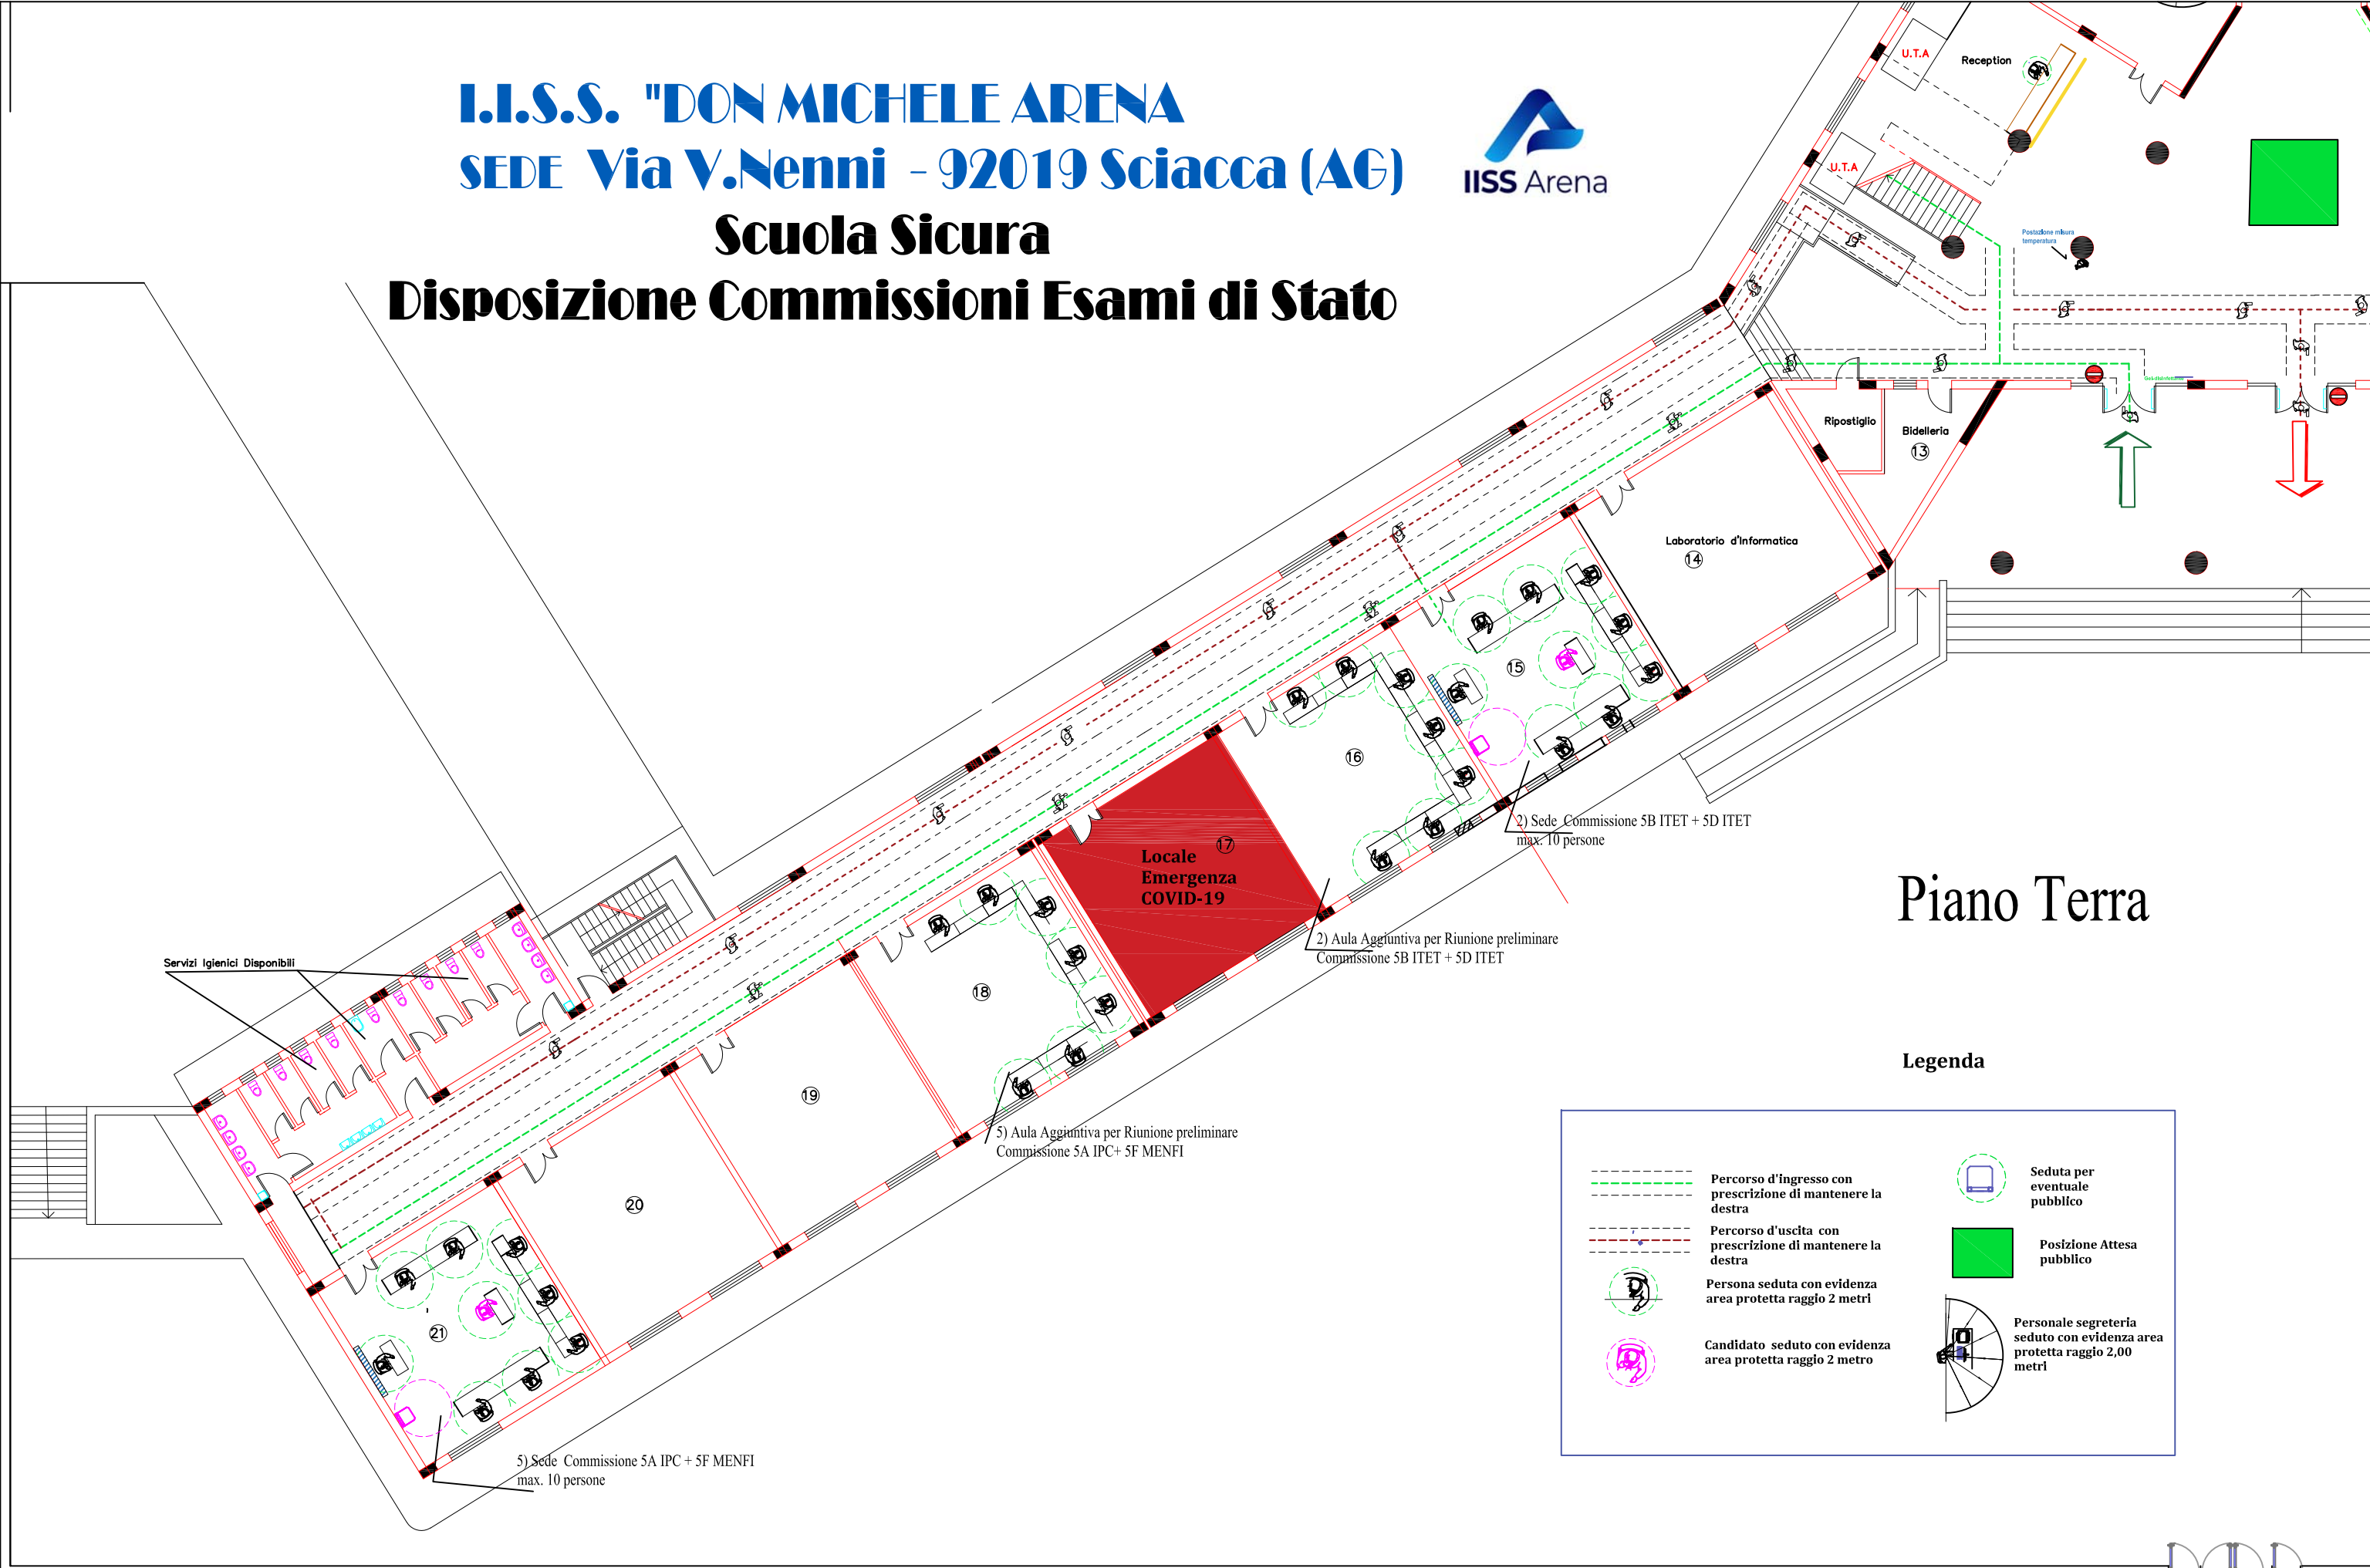 I.I.S.S. "DON MICHELE ARENA
SEDE Via V.Nenni - 92019 Sciacca (AG)
Scuola Sicura
Disposizione Commissioni Esami di Stato
IISS Arena
U.T.A
Reception
U.T.A
Postazione misura
temperatura
Ripostiglio
Bidelleria
13
Laboratorio d'Informatica
14
15
16
2) Sede Commissione 5B ITET + 5D ITET
max. 10 persone
17
Locale
Emergenza
COVID-19
2) Aula Aggiuntiva per Riunione preliminare
Commissione 5B ITET + 5D ITET
Piano Terra
Servizi Igienici Disponibili
18
19
5) Aula Aggiuntiva per Riunione preliminare
Commissione 5A IPC+ 5F MENFI
20
21
5) Sede Commissione 5A IPC + 5F MENFI
max. 10 persone
Legenda
Percorso d'ingresso con
prescrizione di mantenere la
destra
Percorso d'uscita con
prescrizione di mantenere la
destra
Persona seduta con evidenza
area protetta raggio 2 metri
Candidato seduto con evidenza
area protetta raggio 2 metro
Seduta per
eventuale
pubblico
Posizione Attesa
pubblico
Personale segreteria
seduto con evidenza area
protetta raggio 2,00
metri